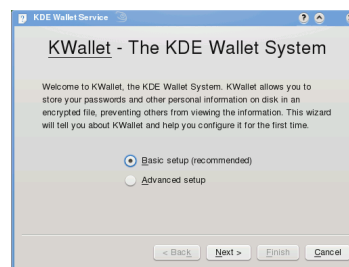 KDE Wallet Service
KWallet - The KDE Wallet System
Welcome to KWallet, the KDE Wallet System. KWallet allows you to
store your passwords and other personal information on disk in an
encrypted file, preventing others from viewing the information. This wizard
will tell you about KWallet and help you configure it for the first time.
Basic setup (recommended)
Advanced setup
< Back
Next >
Finish
Cancel